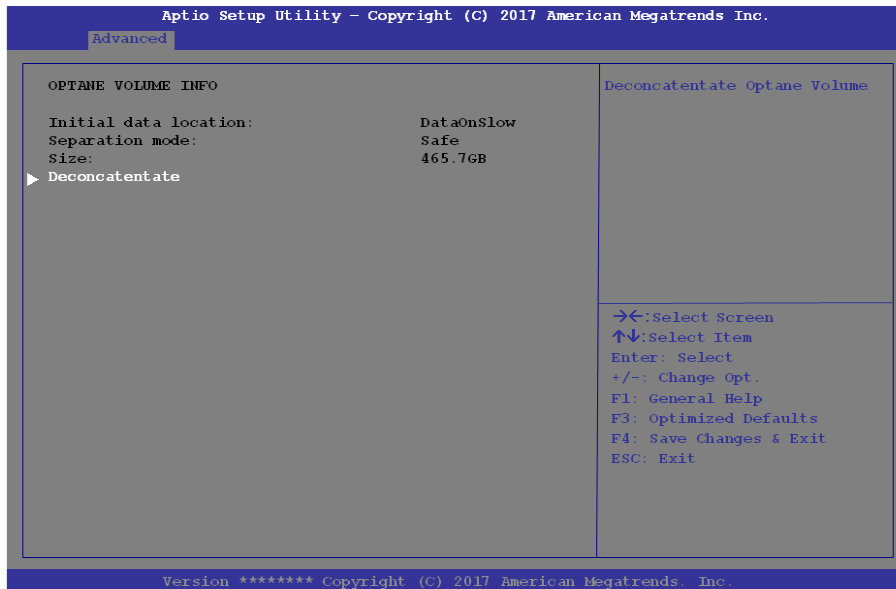 Aptio Setup Utility – Copyright (C) 2017 American Megatrends Inc.
Advanced
OPTANE VOLUME INFO
Initial data location: DataOnSlow
Separation mode: Safe
Size: 465.7GB
Deconcatentate
Deconcatentate Optane Volume
→←:Select Screen
↑↓:Select Item
Enter: Select
+/-: Change Opt.
F1: General Help
F3: Optimized Defaults
F4: Save Changes & Exit
ESC: Exit
Version ******** Copyright (C) 2017 American Megatrends. Inc.